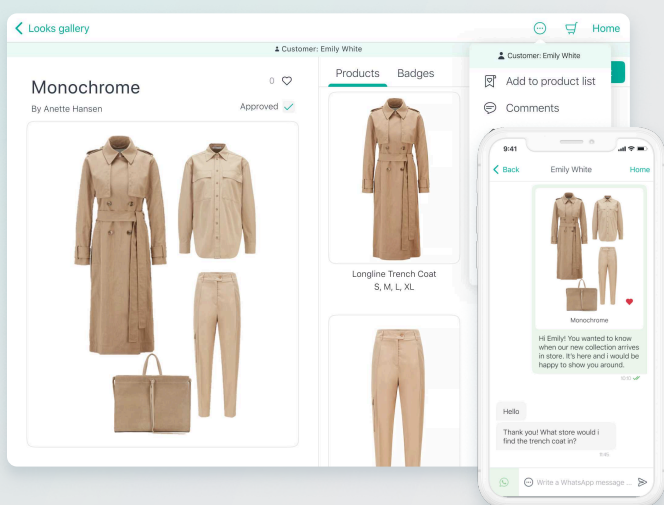 Looks gallery
Home
Customer: Emily White
Monochrome
0
By Anette Hansen
Approved
Products
Badges
Longline Trench Coat
S, M, L, XL
Customer: Emily White
Add to product list
Comments
9:41
Back
Emily White
Home
Monochrome
Hi Emily! You wanted to know
when our new collection arrives
in store. It's here and i would be
happy to show you around.
Hello
Thank you! What store would i
find the trench coat in?
Write a WhatsApp message ...